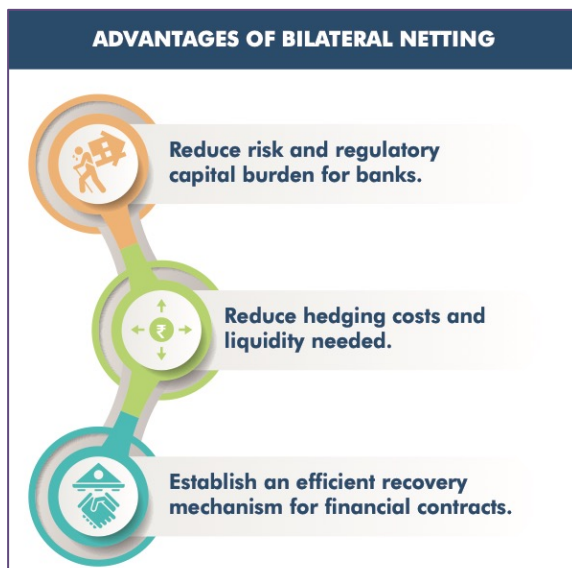 ADVANTAGES OF BILATERAL NETTING
Reduce risk and regulatory
capital burden for banks.
₹
Reduce hedging costs and
liquidity needed.
Establish an efficient recovery
mechanism for financial contracts.